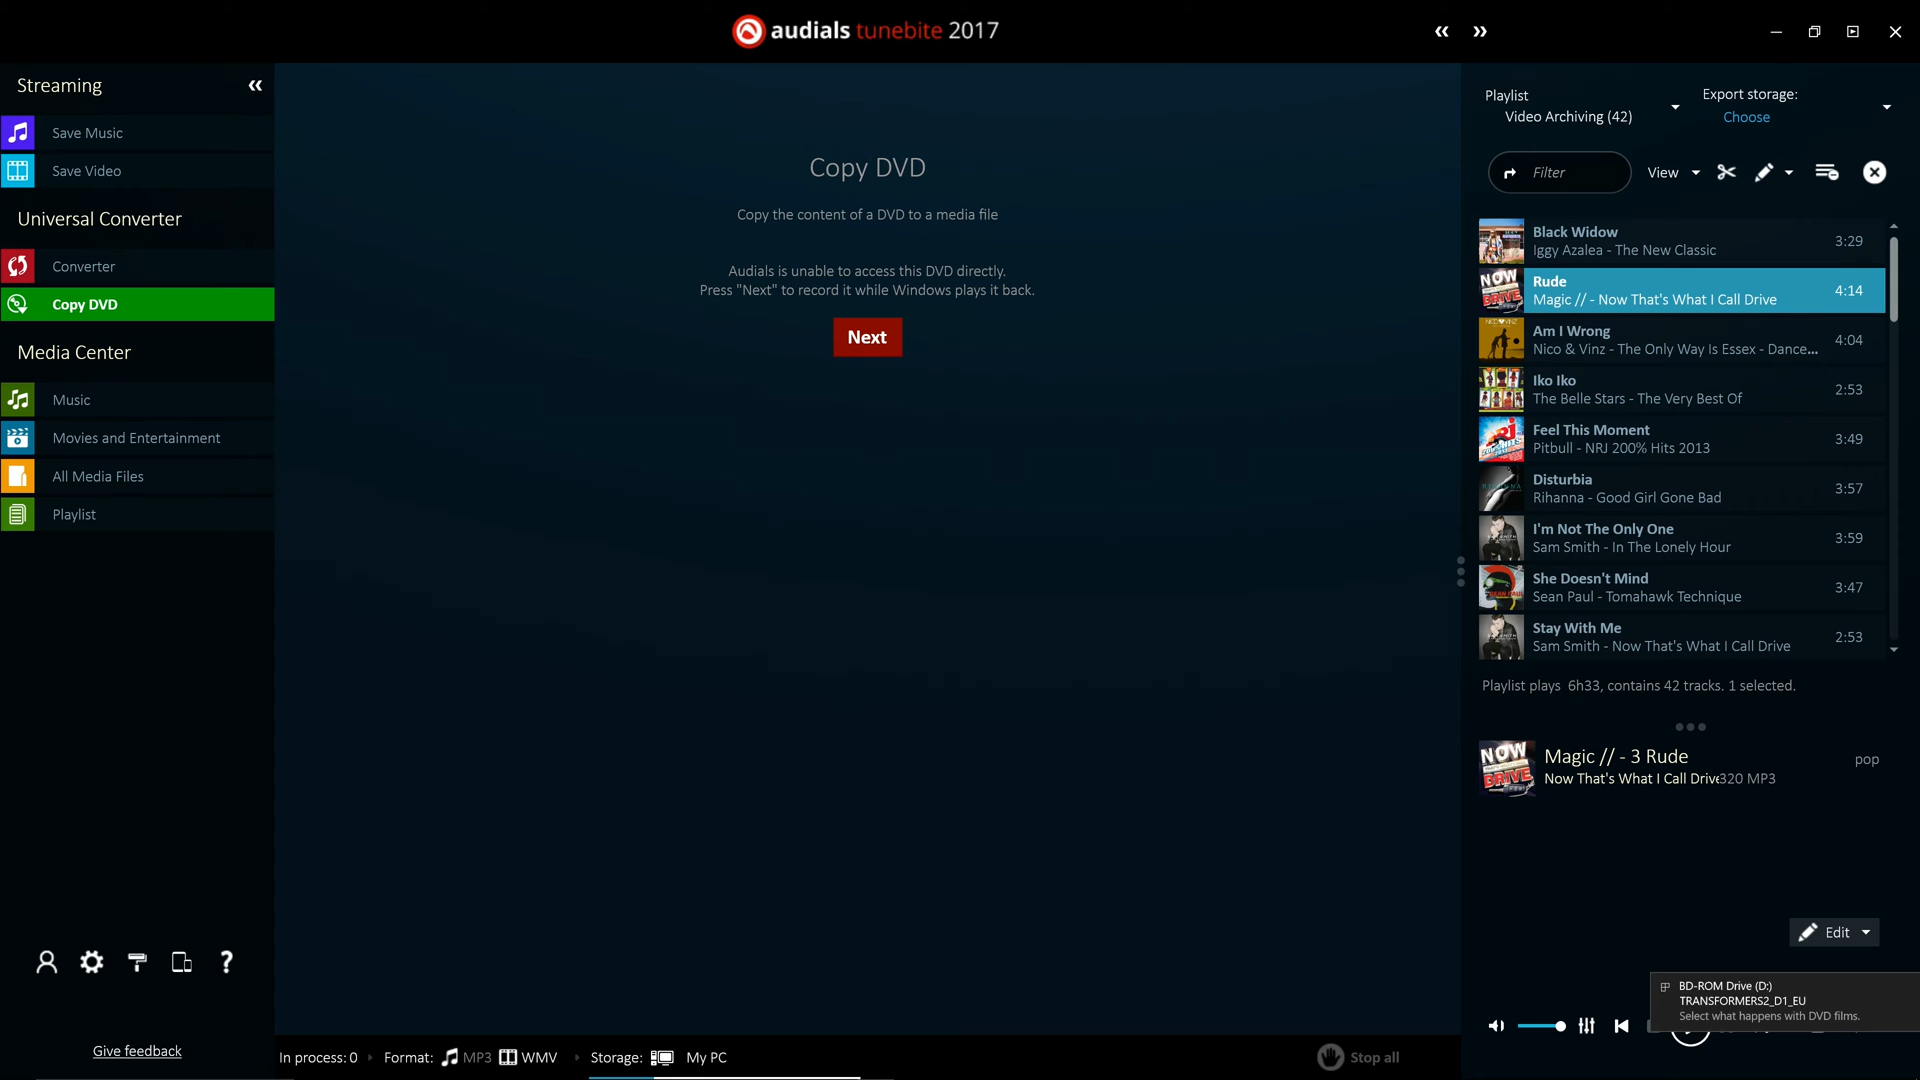 audials tunebite 2017
Streaming
Save Music
Save Video
Universal Converter
Converter
Copy DVD
Media Center
Music
Movies and Entertainment
All Media Files
Playlist
Give feedback
Copy DVD
Copy the content of a DVD to a media file
Audials is unable to access this DVD directly.
Press "Next" to record it while Windows plays it back.
Next
In process: 0
Format:
MP3
WMV
Storage:
My PC
Stop all
Playlist
Video Archiving (42)
Export storage:
Choose
Filter
View
Black Widow
Iggy Azalea - The New Classic
3:29
Rude
Magic // - Now That's What I Call Drive
4:14
Am I Wrong
Nico & Vinz - The Only Way Is Essex - Dance...
4:04
Iko Iko
The Belle Stars - The Very Best Of
2:53
Feel This Moment
Pitbull - NRJ 200% Hits 2013
3:49
Disturbia
Rihanna - Good Girl Gone Bad
3:57
I'm Not The Only One
Sam Smith - In The Lonely Hour
3:59
She Doesn't Mind
Sean Paul - Tomahawk Technique
3:47
Stay With Me
Sam Smith - Now That's What I Call Drive
2:53
Playlist plays 6h33, contains 42 tracks. 1 selected.
NOW
DRIVE
Magic // - 3 Rude
pop
Now That's What I Call Drive
320 MP3
Edit
BD-ROM Drive (D:)
TRANSFORMERS2_D1_EU
Select what happens with DVD films.